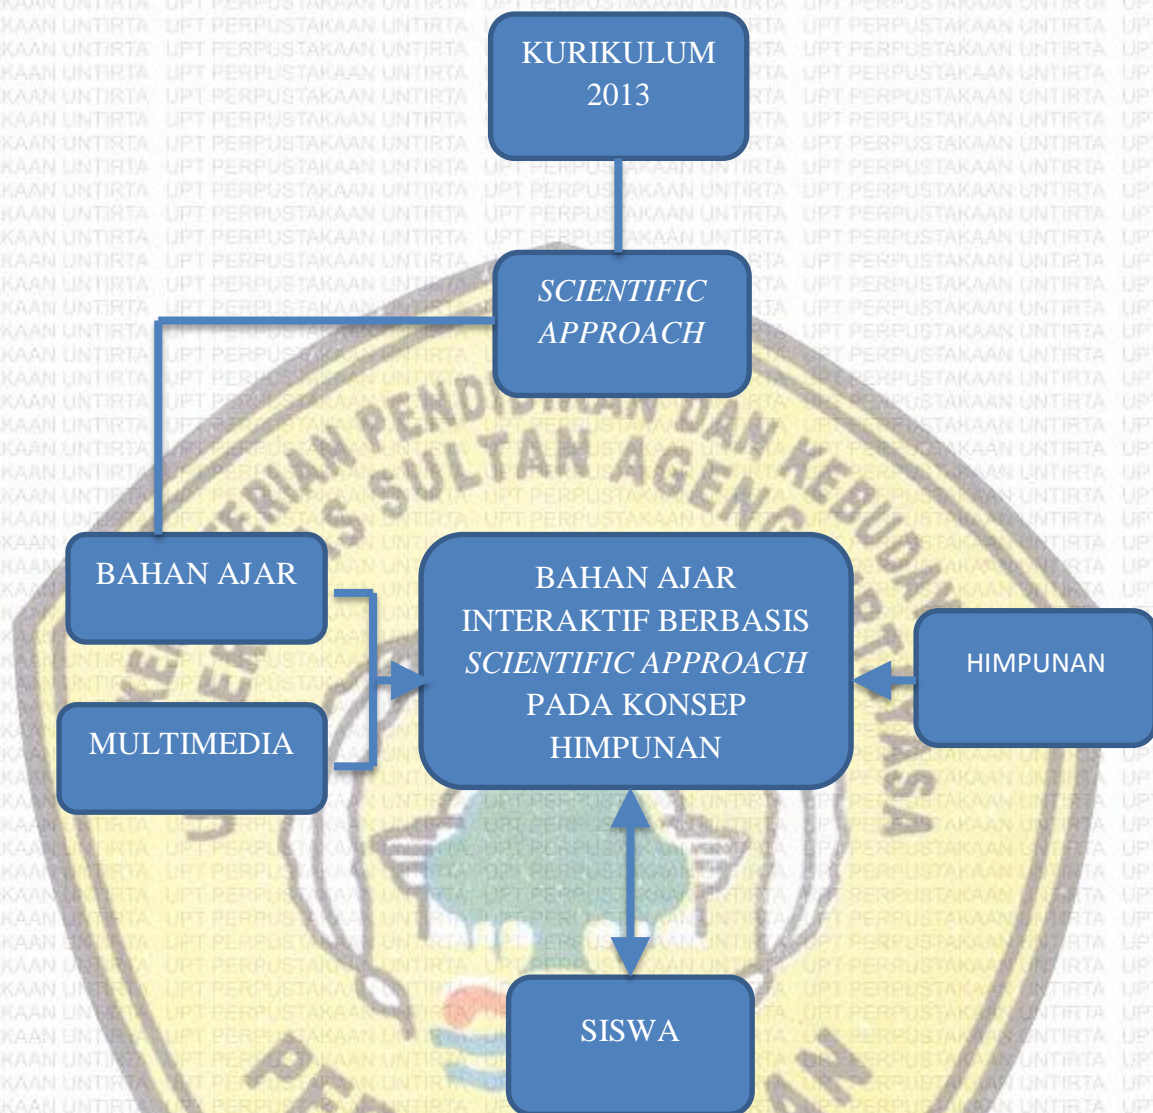 KURIKULUM
2013
SCIENTIFIC
APPROACH
BAHAN AJAR
MULTIMEDIA
BAHAN AJAR
INTERAKTIF BERBASIS
SCIENTIFIC APPROACH
PADA KONSEP
HIMPUNAN
HIMPUNAN
SISWA